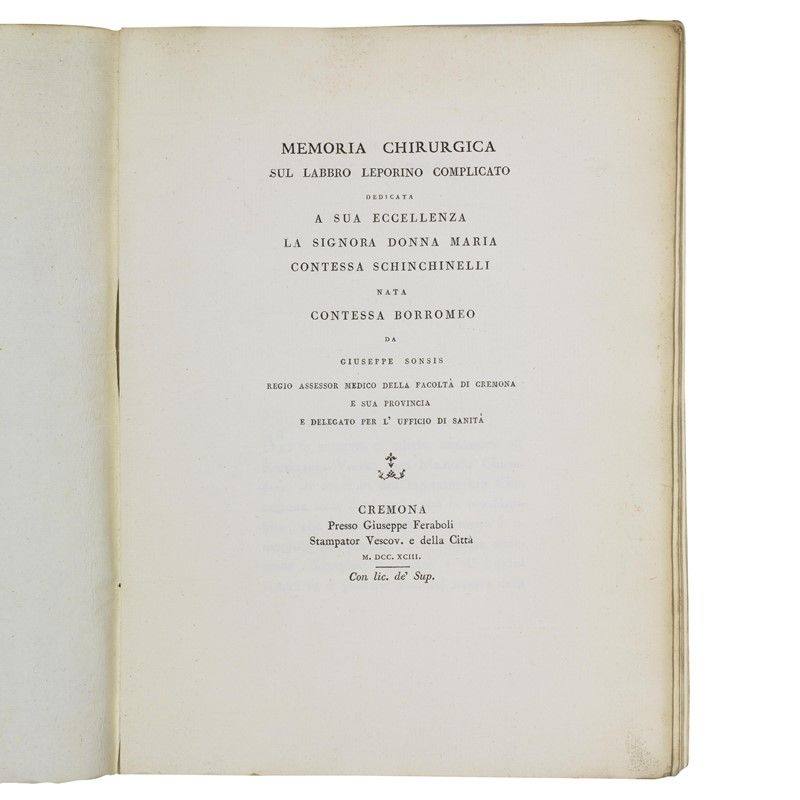 MEMORIA CHIRURGICA
SUL LABBRO LEPORINO COMPLICATO
DEDICATA
A SUA ECCELLENZA
LA SIGNORA DONNA MARIA
CONTESSA SCHINCHINELLI
NATA
CONTESSA BORROMEO
DA
GIUSEPPE SONSIS
REGIO ASSESSOR MEDICO DELLA FACOLTÀ DI CREMONA
E SUA PROVINCIA
E DELEGATO PER L' UFFICIO DI SANITÀ
CREMONA
Presso Giuseppe Feraboli
Stampator Vescov. e della Città
M. DCC. XCIII.
Con lic. de' Sup.